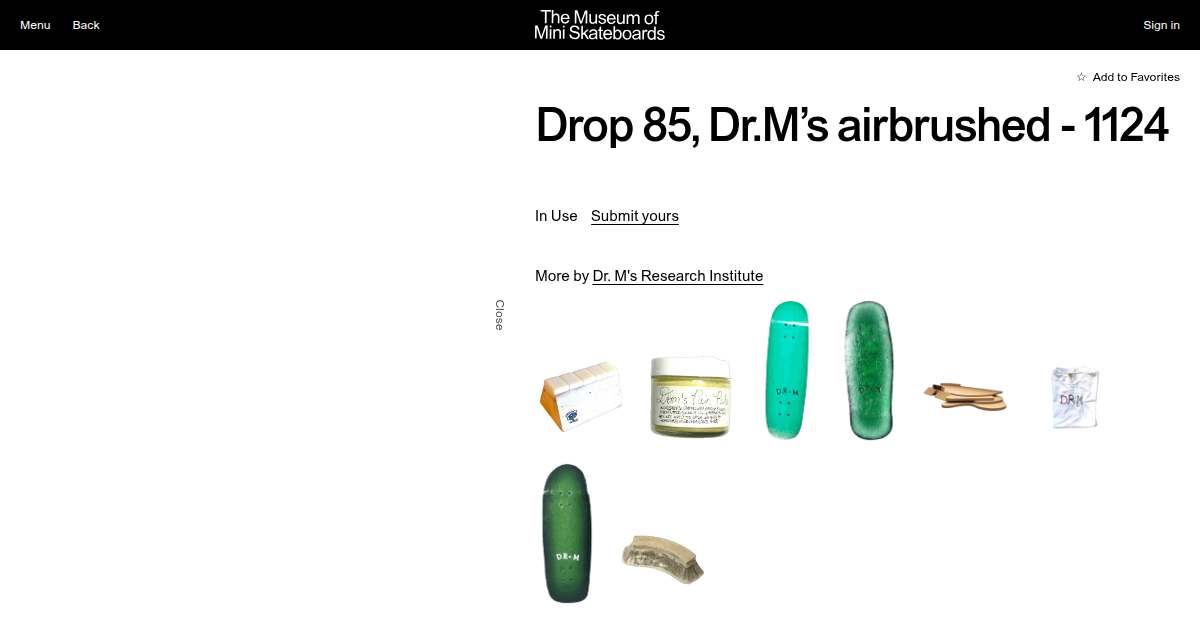 Menu
Back
The Museum of
Mini Skateboards
Sign in
☆ Add to Favorites
Drop 85, Dr.M’s airbrushed - 1124
In Use
Submit yours
More by Dr. M's Research Institute
Close
DR•M
DR•M
DRM
DR•M